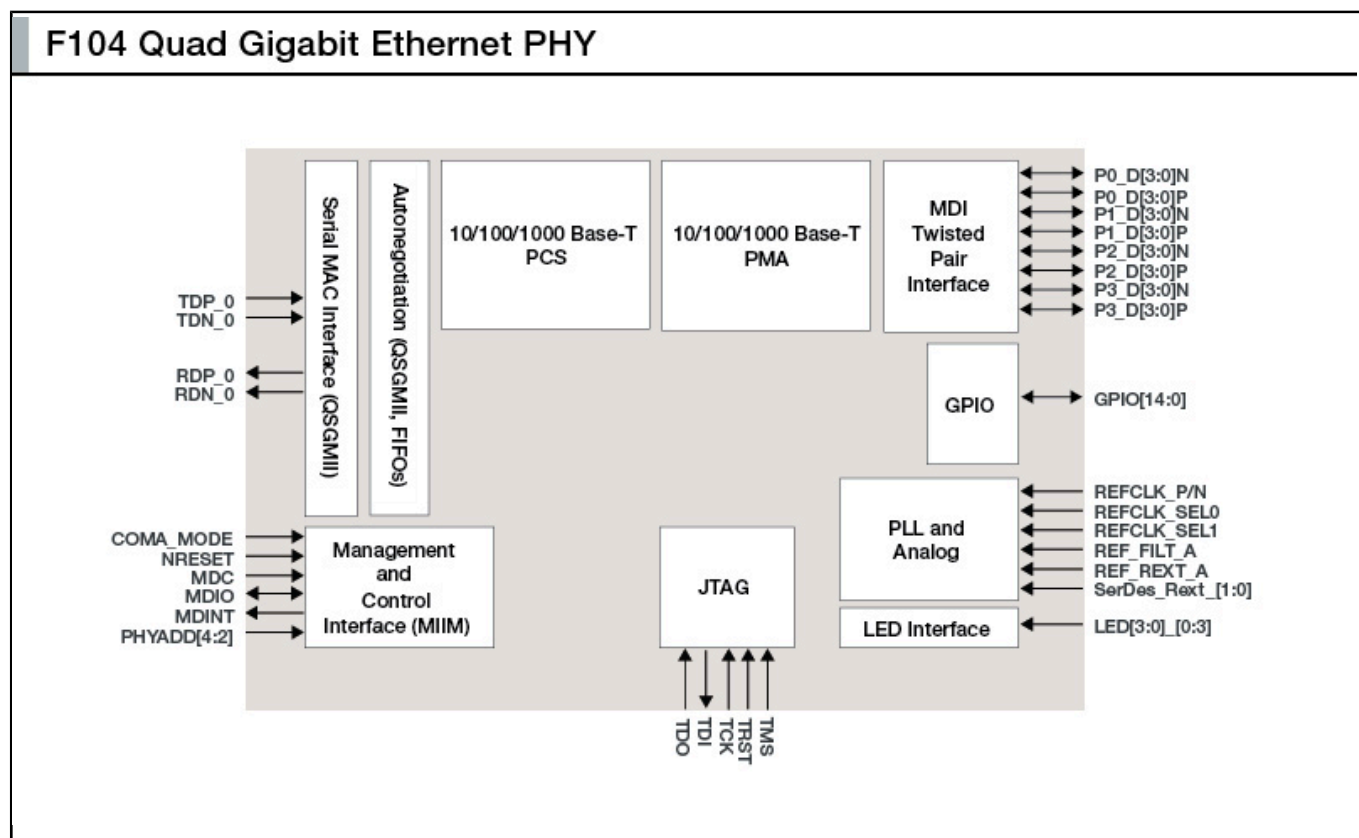 F104 Quad Gigabit Ethernet PHY
Serial MAC Interface (QSGMII)
Autonegotiation (QSGMII, FIFOs)
10/100/1000 Base-T
PCS
10/100/1000 Base-T
PMA
MDI
Twisted
Pair
Interface
P0_D[3:0]N
P0_D[3:0]P
P1_D[3:0]N
P1_D[3:0]P
P2_D[3:0]N
P2_D[3:0]P
P3_D[3:0]N
P3_D[3:0]P
TDP_0
TDN_0
RDP_0
RDN_0
GPIO
GPIO[14:0]
COMA_MODE
NRESET
MDC
MDIO
MDINT
PHYADD[4:2]
Management
and
Control
Interface (MIIM)
JTAG
PLL and
Analog
REFCLK_P/N
REFCLK_SEL0
REFCLK_SEL1
REF_FILT_A
REF_REXT_A
SerDes_Rext_[1:0]
LED Interface
LED[3:0]_[0:3]
TDO
TDI
TCK
TRST
TMS